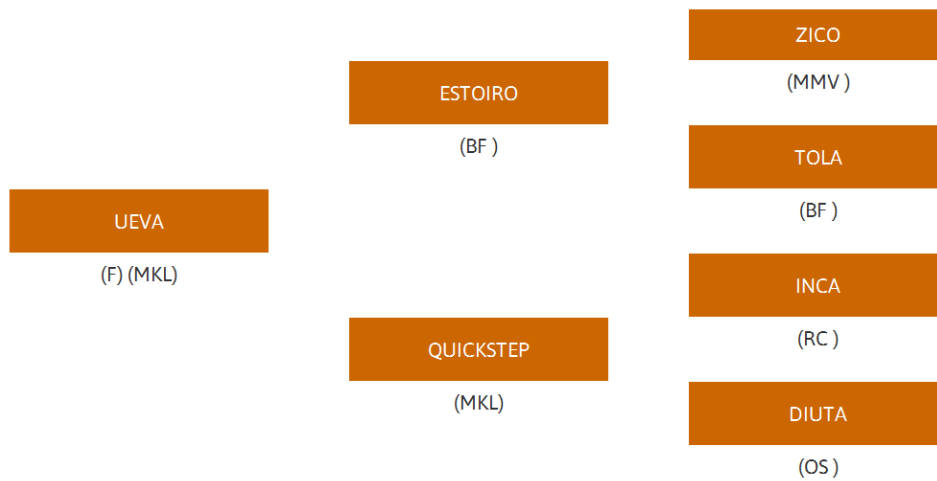 ZICO
(MMV )
ESTOIRO
(BF )
TOLA
(BF )
UEVA
(F) (MKL)
INCA
(RC )
QUICKSTEP
(MKL)
DIUTA
(OS )